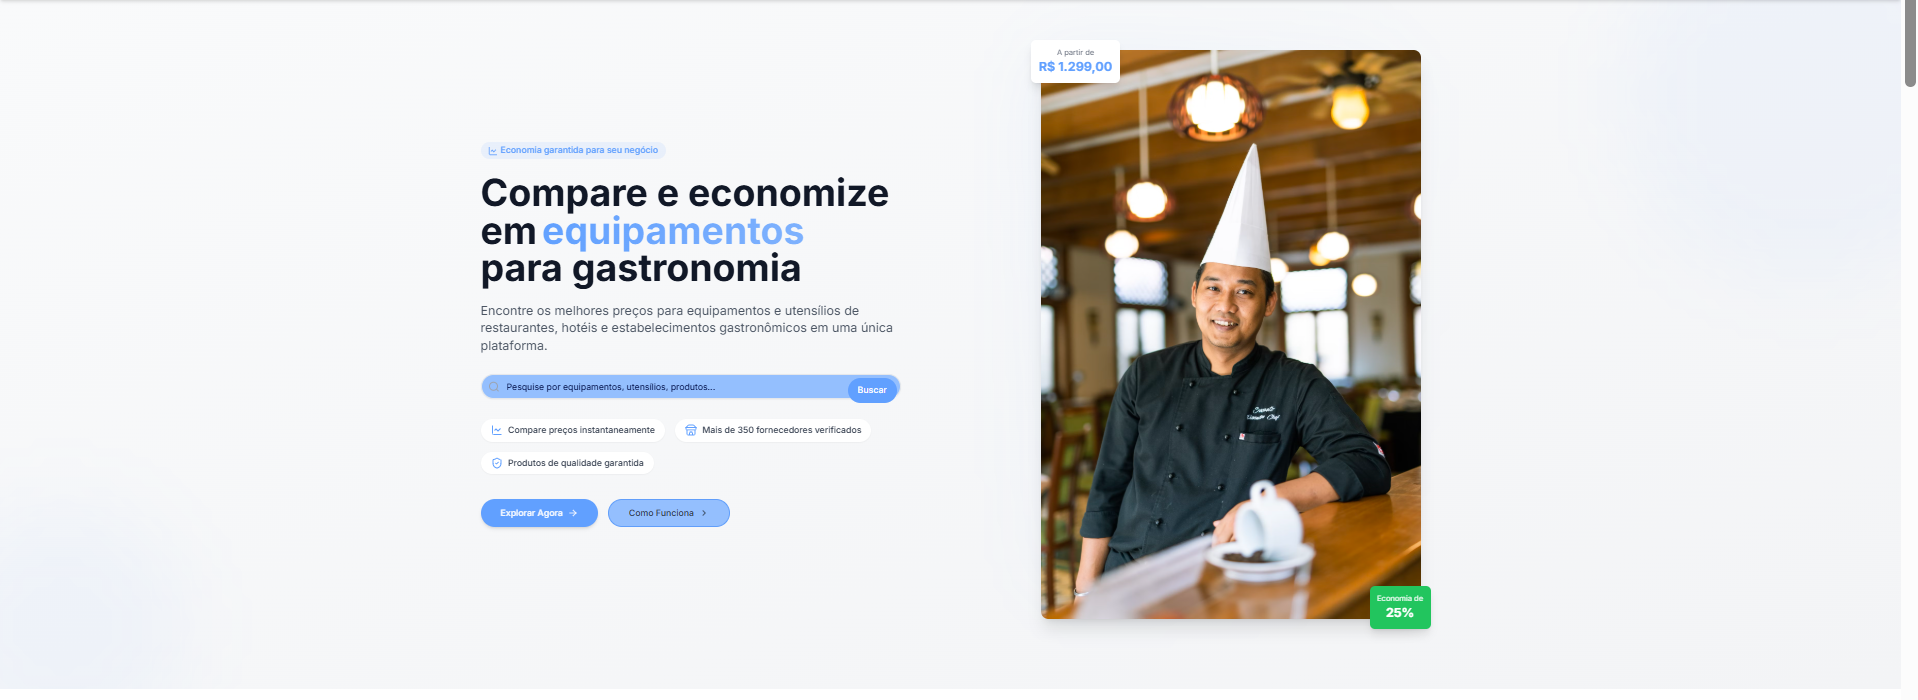 Economia garantida para seu negócio
Compare e economize
em equipamentos
para gastronomia
Encontre os melhores preços para equipamentos e utensílios de
restaurantes, hotéis e estabelecimentos gastronômicos em uma única
plataforma.
Pesquise por equipamentos, utensílios, produtos...
Buscar
Compare preços instantaneamente
Mais de 350 fornecedores verificados
Produtos de qualidade garantida
Explorar Agora
Como Funciona
A partir de
R$ 1.299,00
Economia de
25%